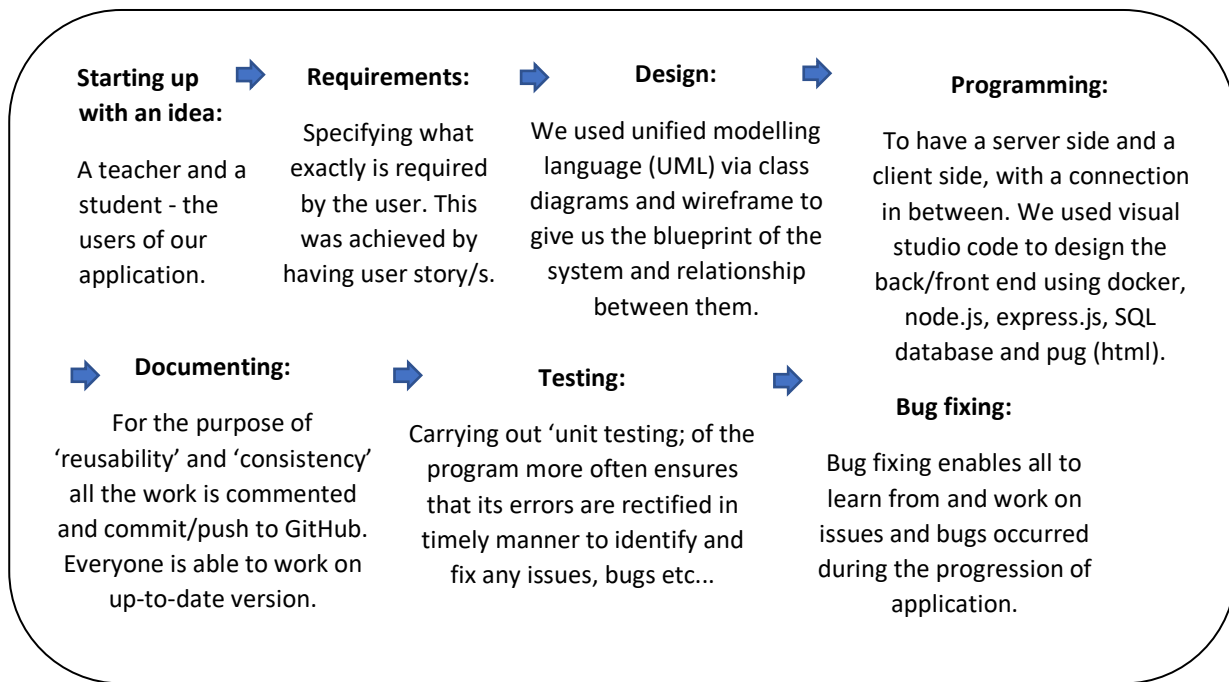 Starting up
with an idea:
A teacher and a
student - the
users of our
application.
Requirements:
Specifying what
exactly is required
by the user. This
was achieved by
having user story/s.
Design:
We used unified modelling
language (UML) via class
diagrams and wireframe to
give us the blueprint of the
system and relationship
between them.
Programming:
To have a server side and a
client side, with a connection
in between. We used visual
studio code to design the
back/front end using docker,
node.js, express.js, SQL
database and pug (html).
Documenting:
For the purpose of
‘reusability’ and ‘consistency’
all the work is commented
and commit/push to GitHub.
Everyone is able to work on
up-to-date version.
Testing:
Carrying out ‘unit testing; of the
program more often ensures
that its errors are rectified in
timely manner to identify and
fix any issues, bugs etc...
Bug fixing:
Bug fixing enables all to
learn from and work on
issues and bugs occurred
during the progression of
application.